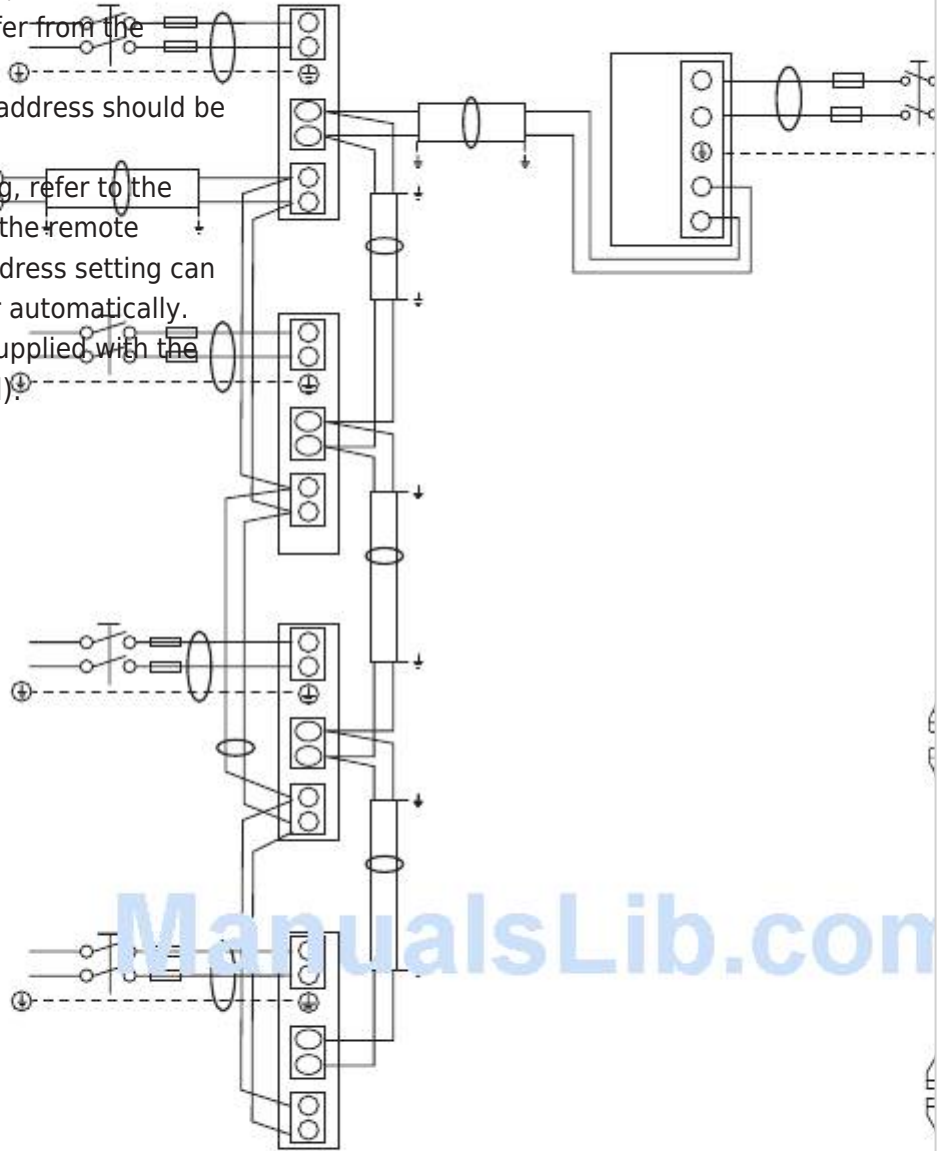 fer from the
address should be
g, refer to the
the remote
dress setting can
r automatically.
upplied with the
).
ManualsLib.com